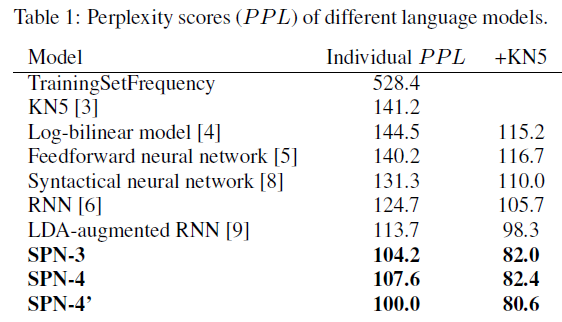 Table 1: Perplexity scores (PPL) of different language models.
Model Individual PPL +KN5
TrainingSetFrequency 528.4
KN5 [3] 141.2
Log-bilinear model [4] 144.5 115.2
Feedforward neural network [5] 140.2 116.7
Syntactical neural network [8] 131.3 110.0
RNN [6] 124.7 105.7
LDA-augmented RNN [9] 113.7 98.3
SPN-3 104.2 82.0
SPN-4 107.6 82.4
SPN-4’ 100.0 80.6